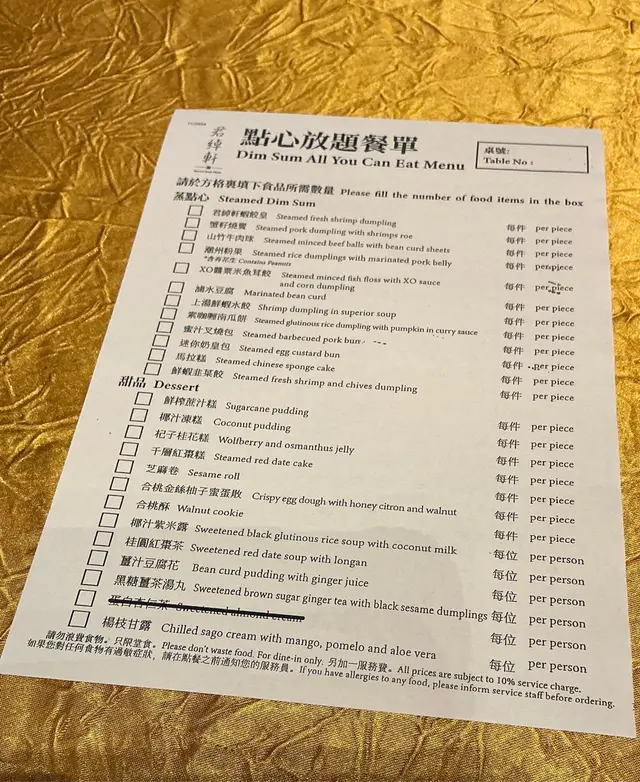 君綽軒
點心放題餐單
Dim Sum All You Can Eat Menu
桌號:
Table No :
請於方格裏填下食品所需數量 Please fill the number of food items in the box
蒸點心 Steamed Dim Sum
君綽軒蝦餃皇 Steamed fresh shrimp dumpling 每件 per piece
蟹籽燒賣 Steamed pork dumpling with shrimps roe 每件 per piece
山竹牛肉球 Steamed minced beef balls with bean curd sheets 每件 per piece
潮州粉果 Steamed rice dumplings with marinated pork belly 每件 per piece
*含有花生 Contains Peanuts
XO醬粟米魚茸餃 Steamed minced fish floss with XO sauce and corn dumpling 每件 per piece
滷水豆腐 Marinated bean curd 每件 per piece
上湯鮮蝦水餃 Shrimp dumpling in superior soup 每件 per piece
素咖喱南瓜餅 Steamed glutinous rice dumpling with pumpkin in curry sauce 每件 per piece
蜜汁叉燒包 Steamed barbecued pork bun 每件 per piece
迷你奶皇包 Steamed egg custard bun 每件 per piece
馬拉糕 Steamed chinese sponge cake 每件 per piece
鮮蝦韭菜餃 Steamed fresh shrimp and chives dumpling 每件 per piece
甜品 Dessert
鮮榨蔗汁糕 Sugarcane pudding 每件 per piece
椰汁凍糕 Coconut pudding 每件 per piece
杞子桂花糕 Wolfberry and osmanthus jelly 每件 per piece
千層紅棗糕 Steamed red date cake 每件 per piece
芝麻卷 Sesame roll 每件 per piece
合桃金絲柚子蜜蛋散 Crispy egg dough with honey citron and walnut 每件 per piece
合桃酥 Walnut cookie 每件 per piece
椰汁紫米露 Sweetened black glutinous rice soup with coconut milk 每位 per person
桂圓紅棗茶 Sweetened red date soup with longan 每位 per person
薑汁豆腐花 Bean curd pudding with ginger juice 每位 per person
黑糖薑茶湯丸 Sweetened brown sugar ginger tea with black sesame dumplings 每位 per person
蛋白杏仁茶 Sweetened almond cream 每位 per person
楊枝甘露 Chilled sago cream with mango, pomelo and aloe vera 每位 per person
請勿浪費食物。只限堂食。Please don't waste food. For dine-in only. 另加一服務費。All prices are subject to 10% service charge.
如果您對任何食物有過敏症狀，請在點餐之前通知您的服務員。If you have allergies to any food, please inform service staff before ordering.